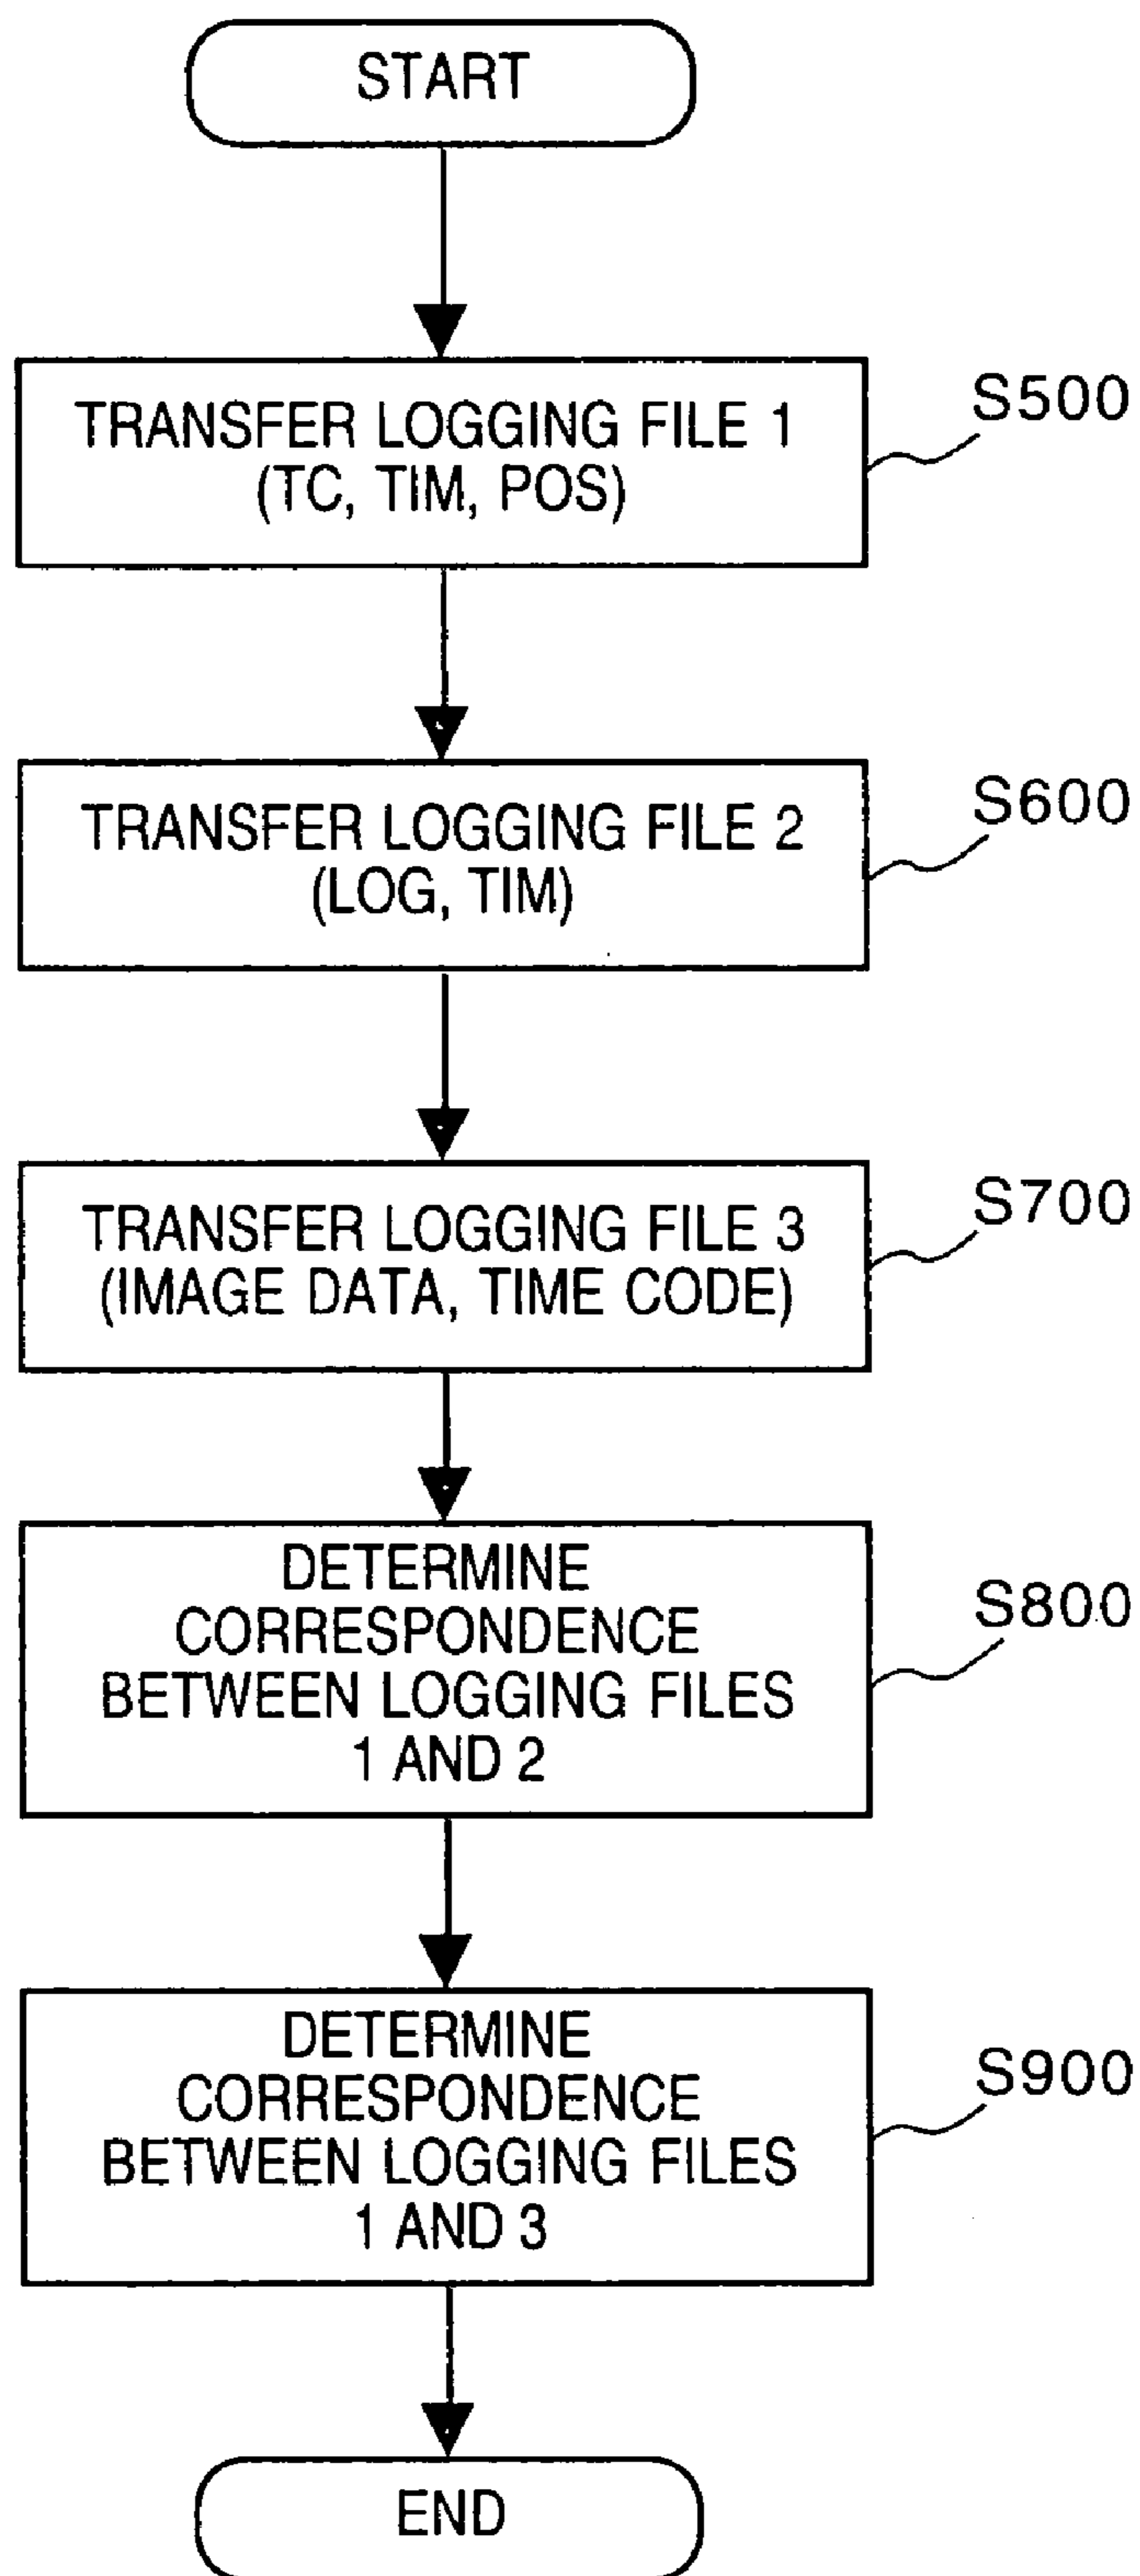 START
TRANSFER LOGGING FILE 1
(TC, TIM, POS)
S500
TRANSFER LOGGING FILE 2
(LOG, TIM)
S600
TRANSFER LOGGING FILE 3
(IMAGE DATA, TIME CODE)
S700
DETERMINE
CORRESPONDENCE
BETWEEN LOGGING FILES
1 AND 2
S800
DETERMINE
CORRESPONDENCE
BETWEEN LOGGING FILES
1 AND 3
S900
END